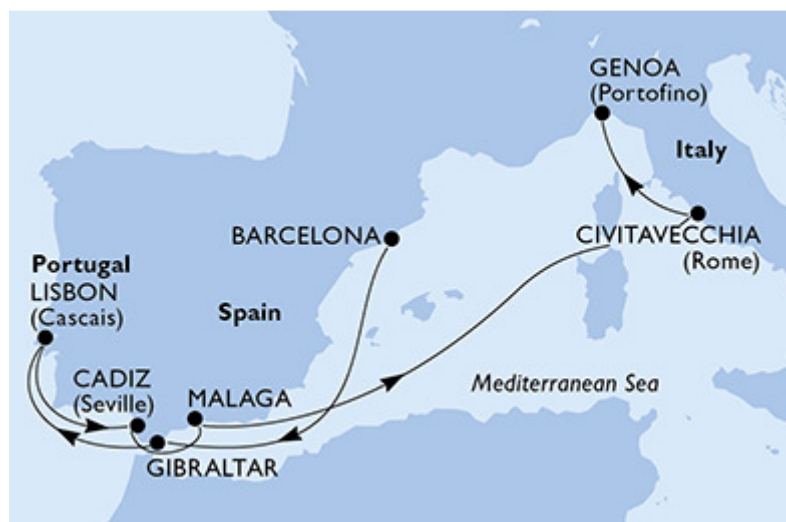 GENOA
(Portofino)
Italy
BARCELONA
CIVITAVECCHIA
(Rome)
Portugal
LISBON
(Cascais)
Spain
CADIZ
(Seville)
MALAGA
Mediterranean Sea
GIBRALTAR